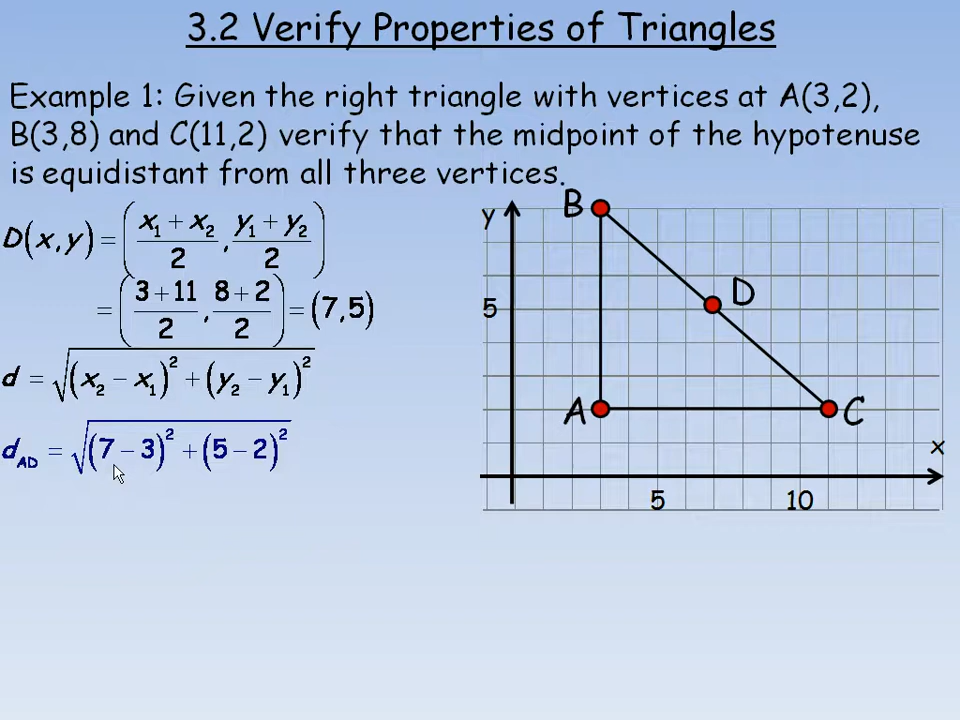 3.2 Verify Properties of Triangles
Example 1: Given the right triangle with vertices at A(3,2),
B(3,8) and C(11,2) verify that the midpoint of the hypotenuse
is equidistant from all three vertices.
D(x,y) = ((x₁ + x₂)/2, (y₁ + y₂)/2)
= ((3+11)/2, (8+2)/2) = (7,5)
d = √((x₂ − x₁)² + (y₂ − y₁)²)
d_AD = √((7 − 3)² + (5 − 2)²)
y
B
D
5
A
C
x
5 10